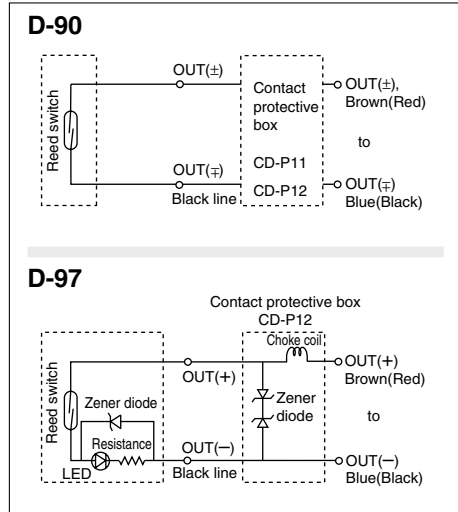 D-90
OUT(±)
Reed switch
Contact
protective
box
CD-P11
CD-P12
OUT(±),
Brown(Red)
to
OUT(∓)
Black line
OUT(∓)
Blue(Black)
D-97
Contact protective box
CD-P12
Choke coil
Reed switch
OUT(+)
OUT(+)
Brown(Red)
Zener diode
Zener
diode
to
Resistance
LED
OUT(−)
Black line
OUT(−)
Blue(Black)